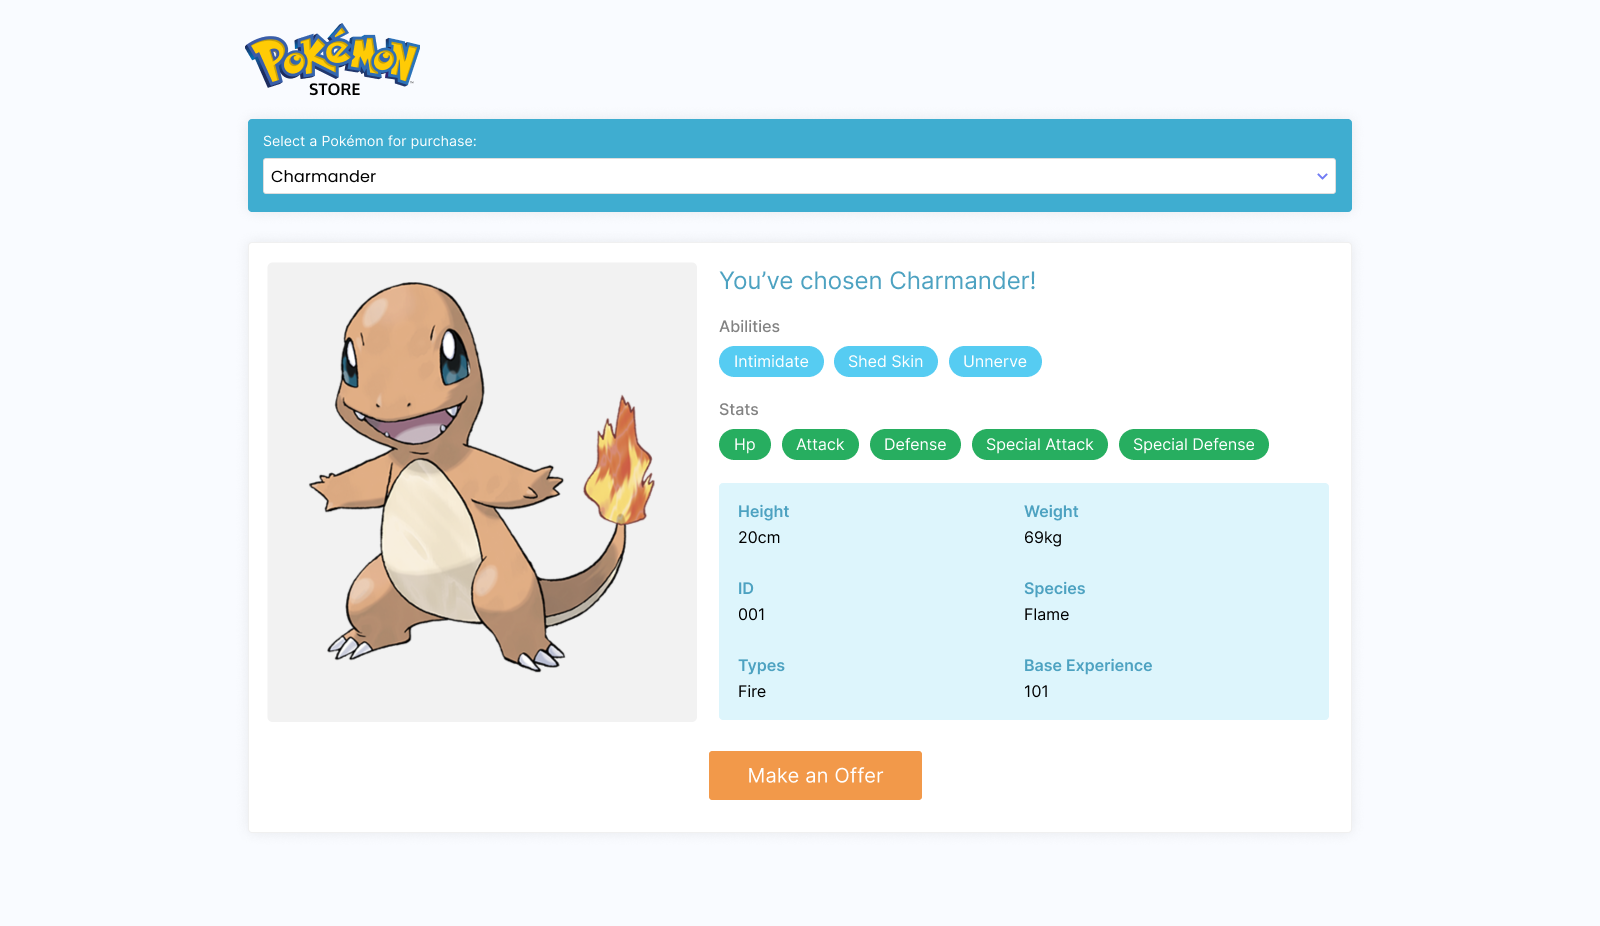 POKéMON
STORE
Select a Pokémon for purchase:
Charmander
You’ve chosen Charmander!
Abilities
Intimidate Shed Skin Unnerve
Stats
Hp Attack Defense Special Attack Special Defense
Height Weight
20cm 69kg
ID Species
001 Flame
Types Base Experience
Fire 101
Make an Offer